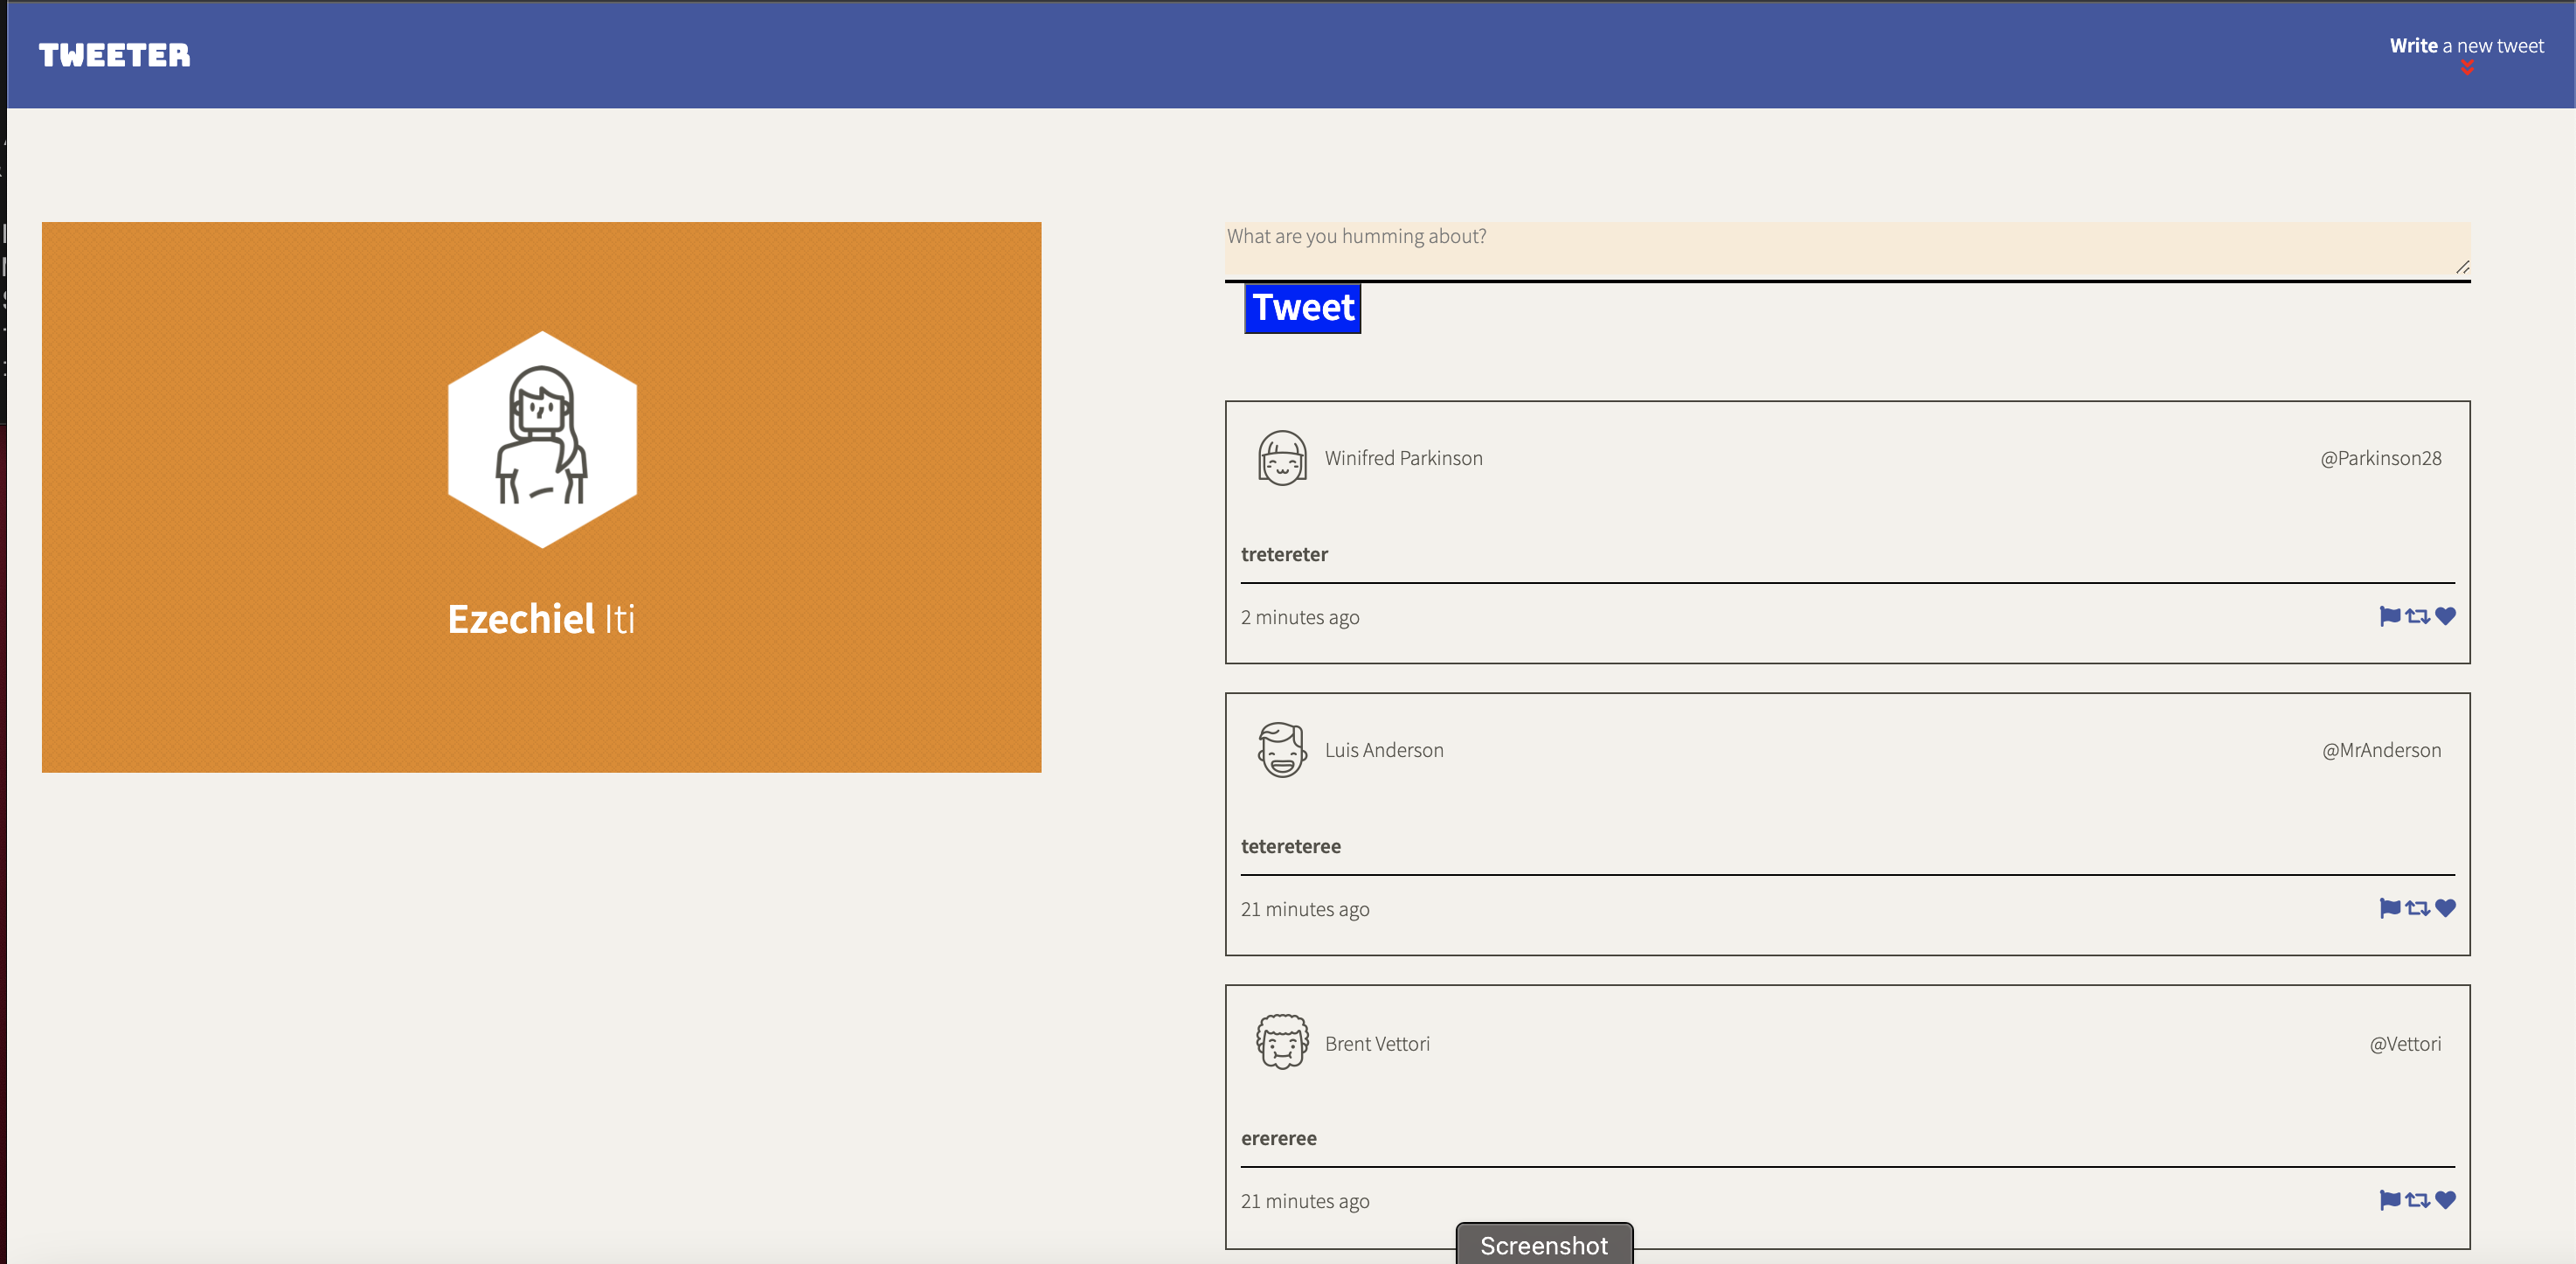 TWEETER
Write a new tweet
Ezechiel Iti
What are you humming about?
Tweet
Winifred Parkinson @Parkinson28
tretereter
2 minutes ago
Luis Anderson @MrAnderson
tetereteree
21 minutes ago
Brent Vettori @Vettori
erereree
21 minutes ago
Screenshot